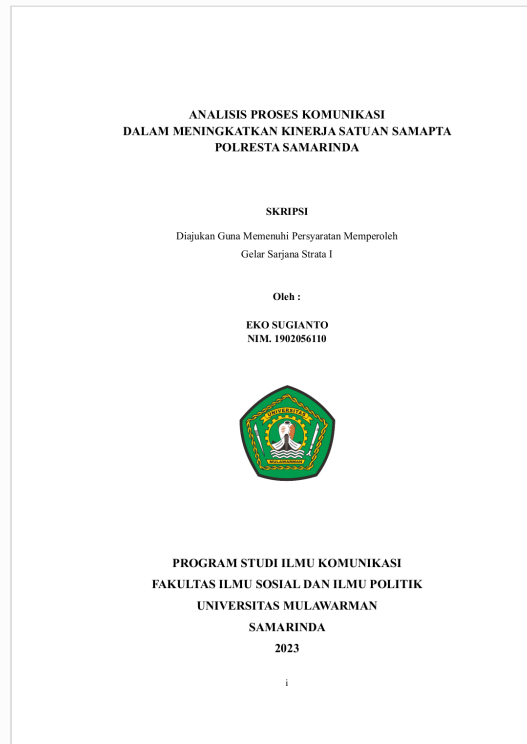 ANALISIS PROSES KOMUNIKASI
DALAM MENINGKATKAN KINERJA SATUAN SAMAPTA
POLRESTA SAMARINDA
SKRIPSI
Diajukan Guna Memenuhi Persyaratan Memperoleh
Gelar Sarjana Strata I
Oleh :
EKO SUGIANTO
NIM. 1902056110
UNIVERSITAS
MULAWARMAN
PROGRAM STUDI ILMU KOMUNIKASI
FAKULTAS ILMU SOSIAL DAN ILMU POLITIK
UNIVERSITAS MULAWARMAN
SAMARINDA
2023
i